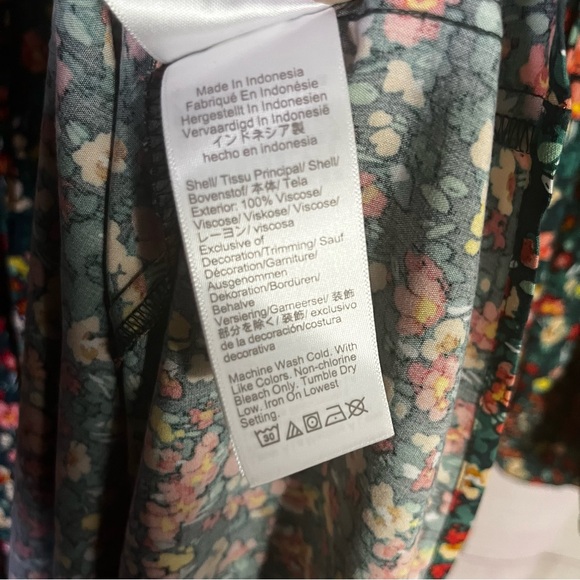 Made In Indonesia
Fabriqué En Indonésie
Hergestellt In Indonesien
Vervaardigd In Indonesie
インドネシア製
hecho en indonesia
Shell/ Tissu Principal/ Shell/
Bovenstof/ 本体/ Tela
Exterior: 100% Viscose/
Viscose/ Viskose/ Viscose/
レーヨン/ viscosa
Exclusive of
Decoration/Trimming/ Sauf
Décoration/Garniture/
Ausgenommen
Dekoration/Borduren/
Behalve
Versiering/Garneersel/ 装飾
部分を除く/ 装飾/ exclusivo
de la decoración/costura
decorativa
Machine Wash Cold. With
Like Colors. Non-chlorine
Bleach Only. Tumble Dry
Low. Iron On Lowest
Setting.
30